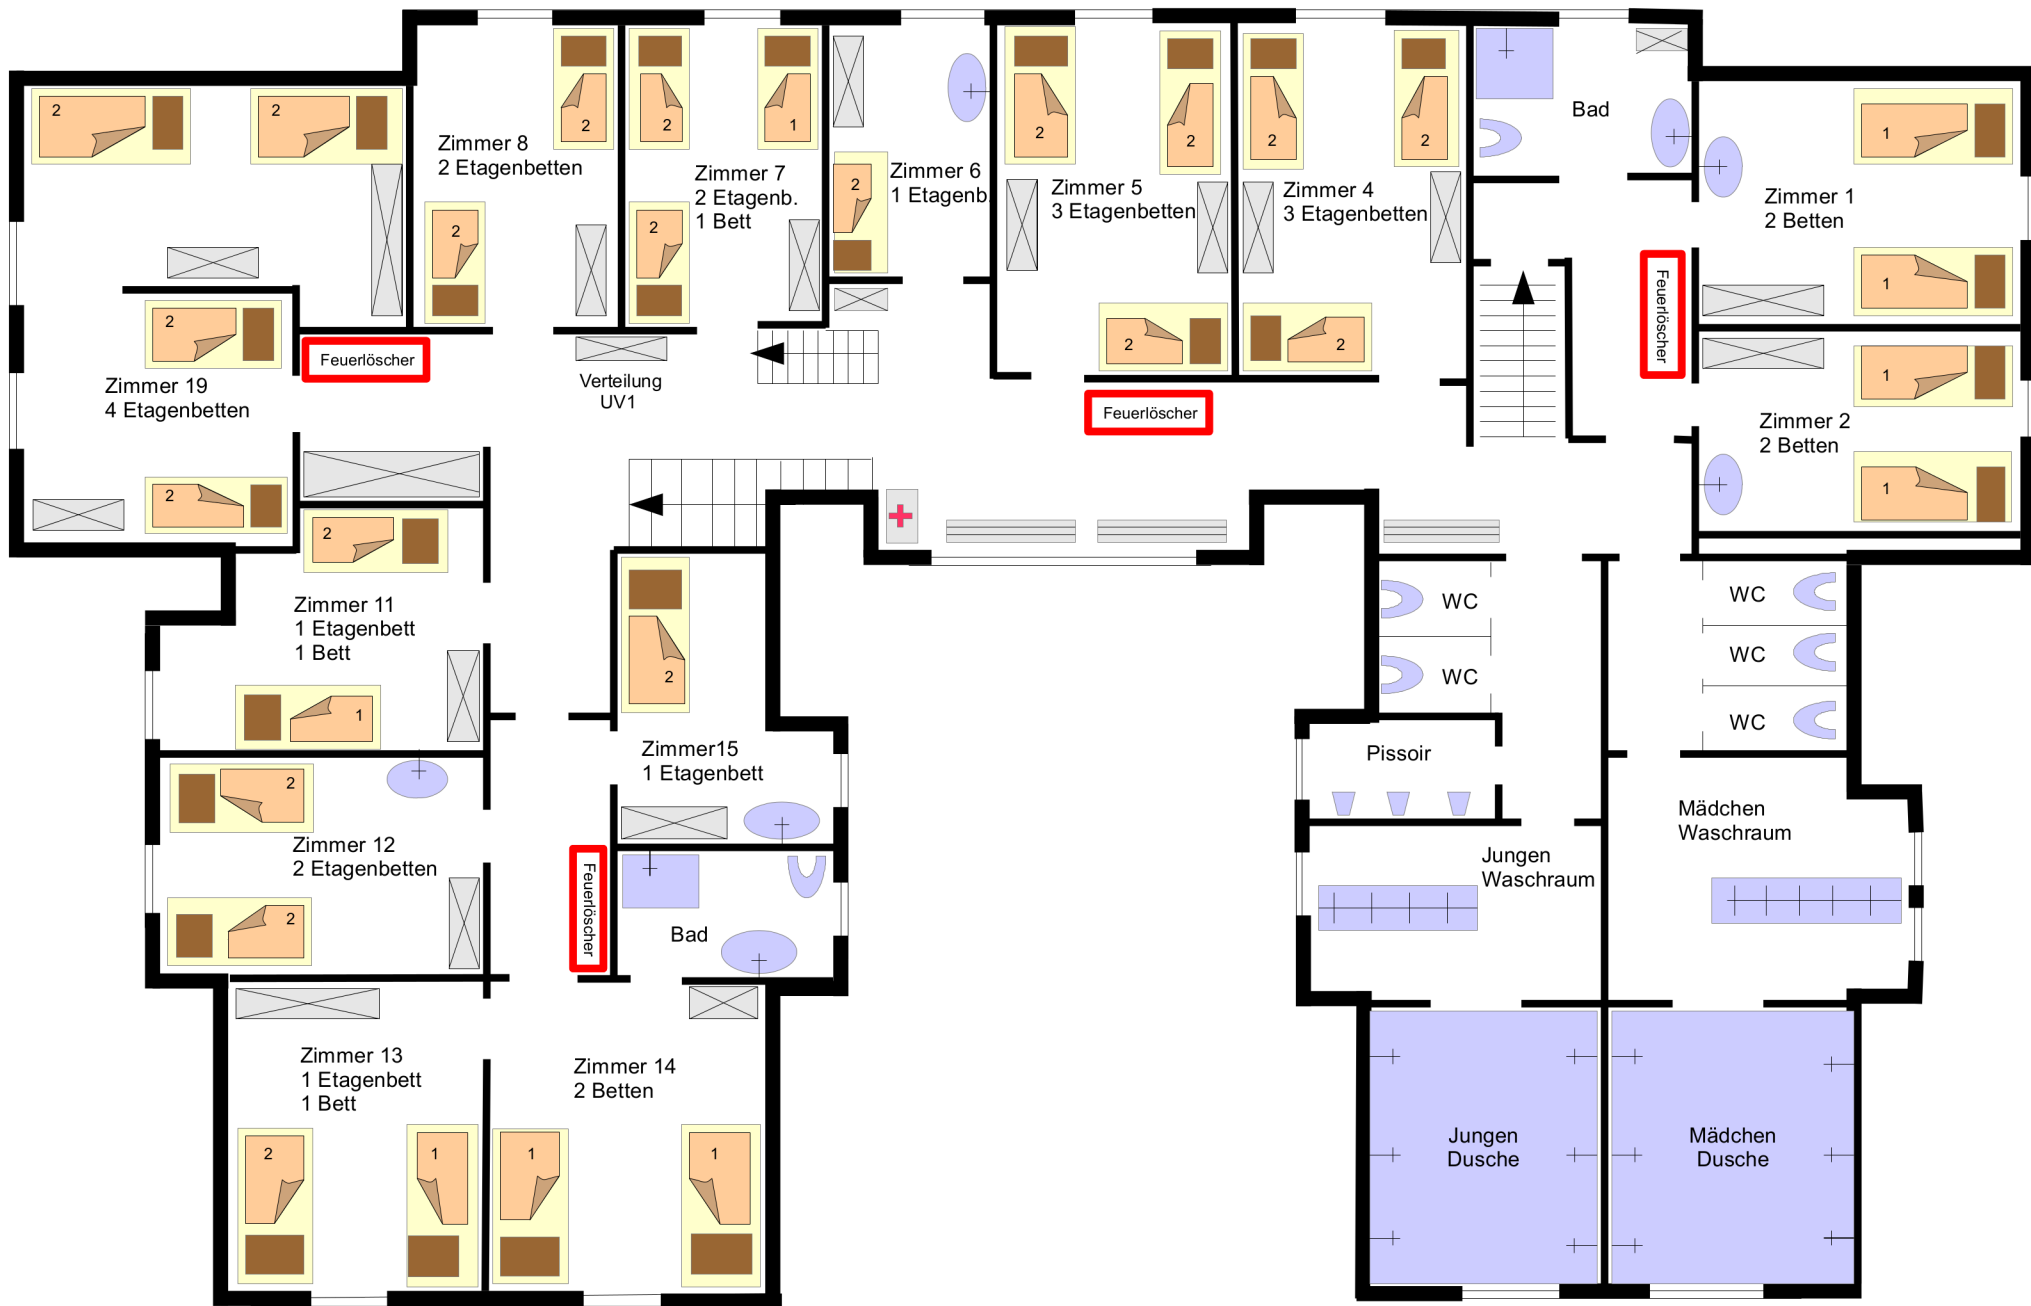 2
2
Zimmer 8
2 Etagenbetten
2
2
2
1
Zimmer 7
2 Etagenb.
1 Bett
2
2
Zimmer 6
1 Etagenb.
2
2
Zimmer 5
3 Etagenbetten
2
2
2
Zimmer 4
3 Etagenbetten
2
Bad
1
Zimmer 1
2 Betten
1
Feuerlöscher
2
Zimmer 19
4 Etagenbetten
2
Feuerlöscher
Verteilung
UV1
Feuerlöscher
1
Zimmer 2
2 Betten
1
2
Zimmer 11
1 Etagenbett
1 Bett
1
2
Zimmer15
1 Etagenbett
WC
WC
WC
WC
WC
Pissoir
2
Zimmer 12
2 Etagenbetten
2
Feuerlöscher
Bad
Jungen
Waschraum
Mädchen
Waschraum
Zimmer 13
1 Etagenbett
1 Bett
2
1
Zimmer 14
2 Betten
1
1
Jungen
Dusche
Mädchen
Dusche